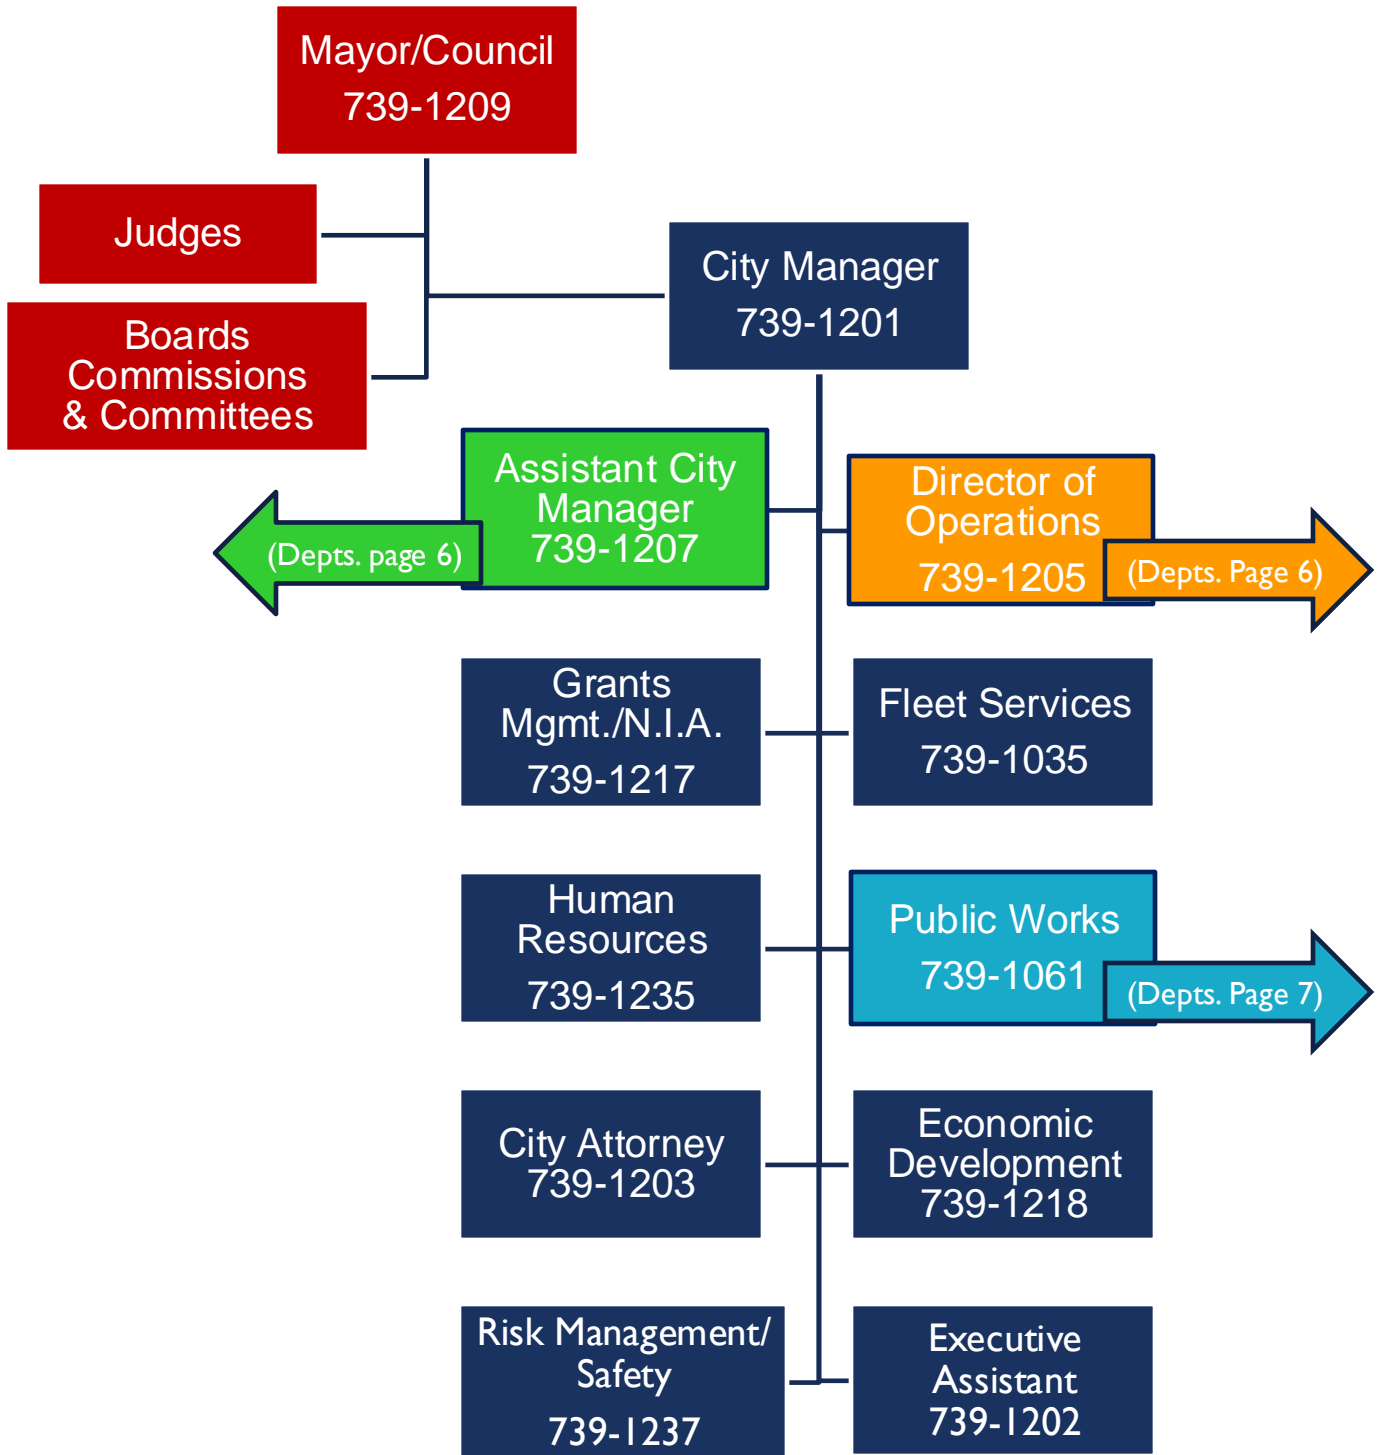 Mayor/Council
739-1209
Judges
City Manager
739-1201
Boards
Commissions
& Committees
Assistant City
Manager
739-1207
(Depts. page 6)
Director of
Operations
739-1205
(Depts. Page 6)
Grants
Mgmt./N.I.A.
739-1217
Fleet Services
739-1035
Human
Resources
739-1235
Public Works
739-1061
(Depts. Page 7)
City Attorney
739-1203
Economic
Development
739-1218
Risk Management/
Safety
739-1237
Executive
Assistant
739-1202